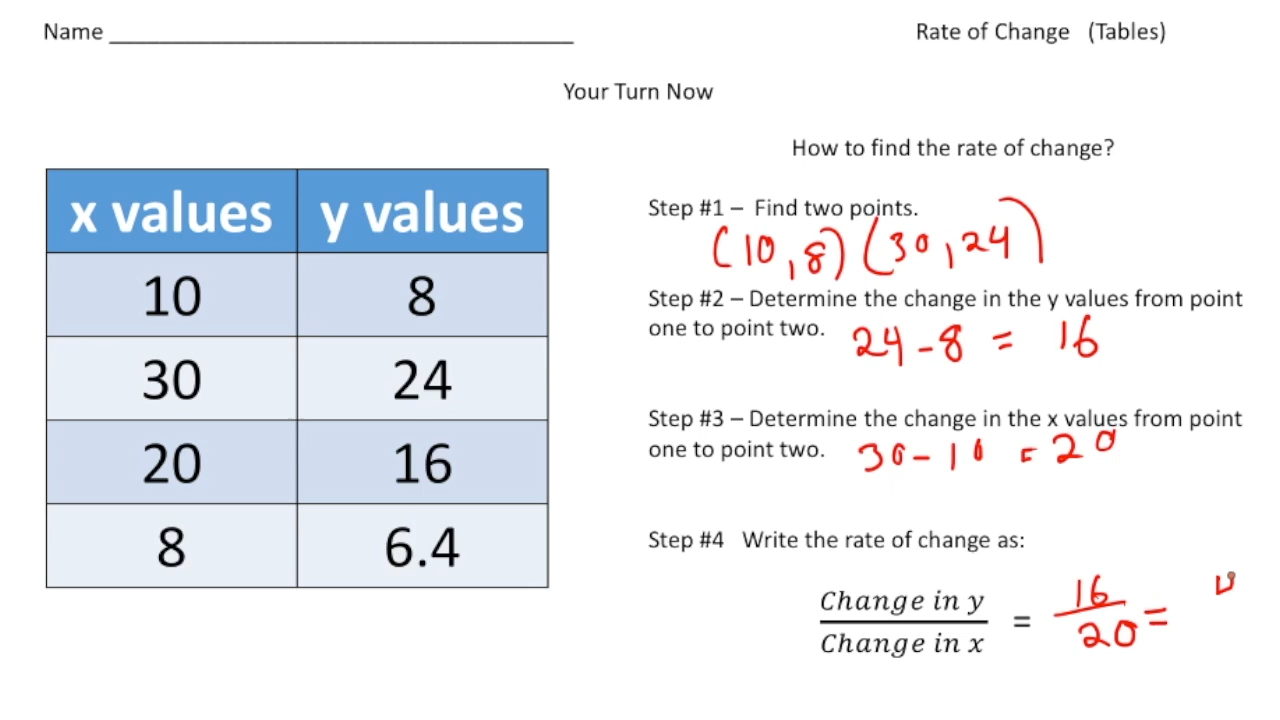 Name ______________________________________
Rate of Change (Tables)
Your Turn Now
x values y values
10 8
30 24
20 16
8 6.4
How to find the rate of change?
Step #1 – Find two points.
(10,8) (30,24)
Step #2 – Determine the change in the y values from point
one to point two. 24 - 8 = 16
Step #3 – Determine the change in the x values from point
one to point two. 30 - 10 = 20
Step #4 Write the rate of change as:
Change in y
Change in x
=
16
20
=